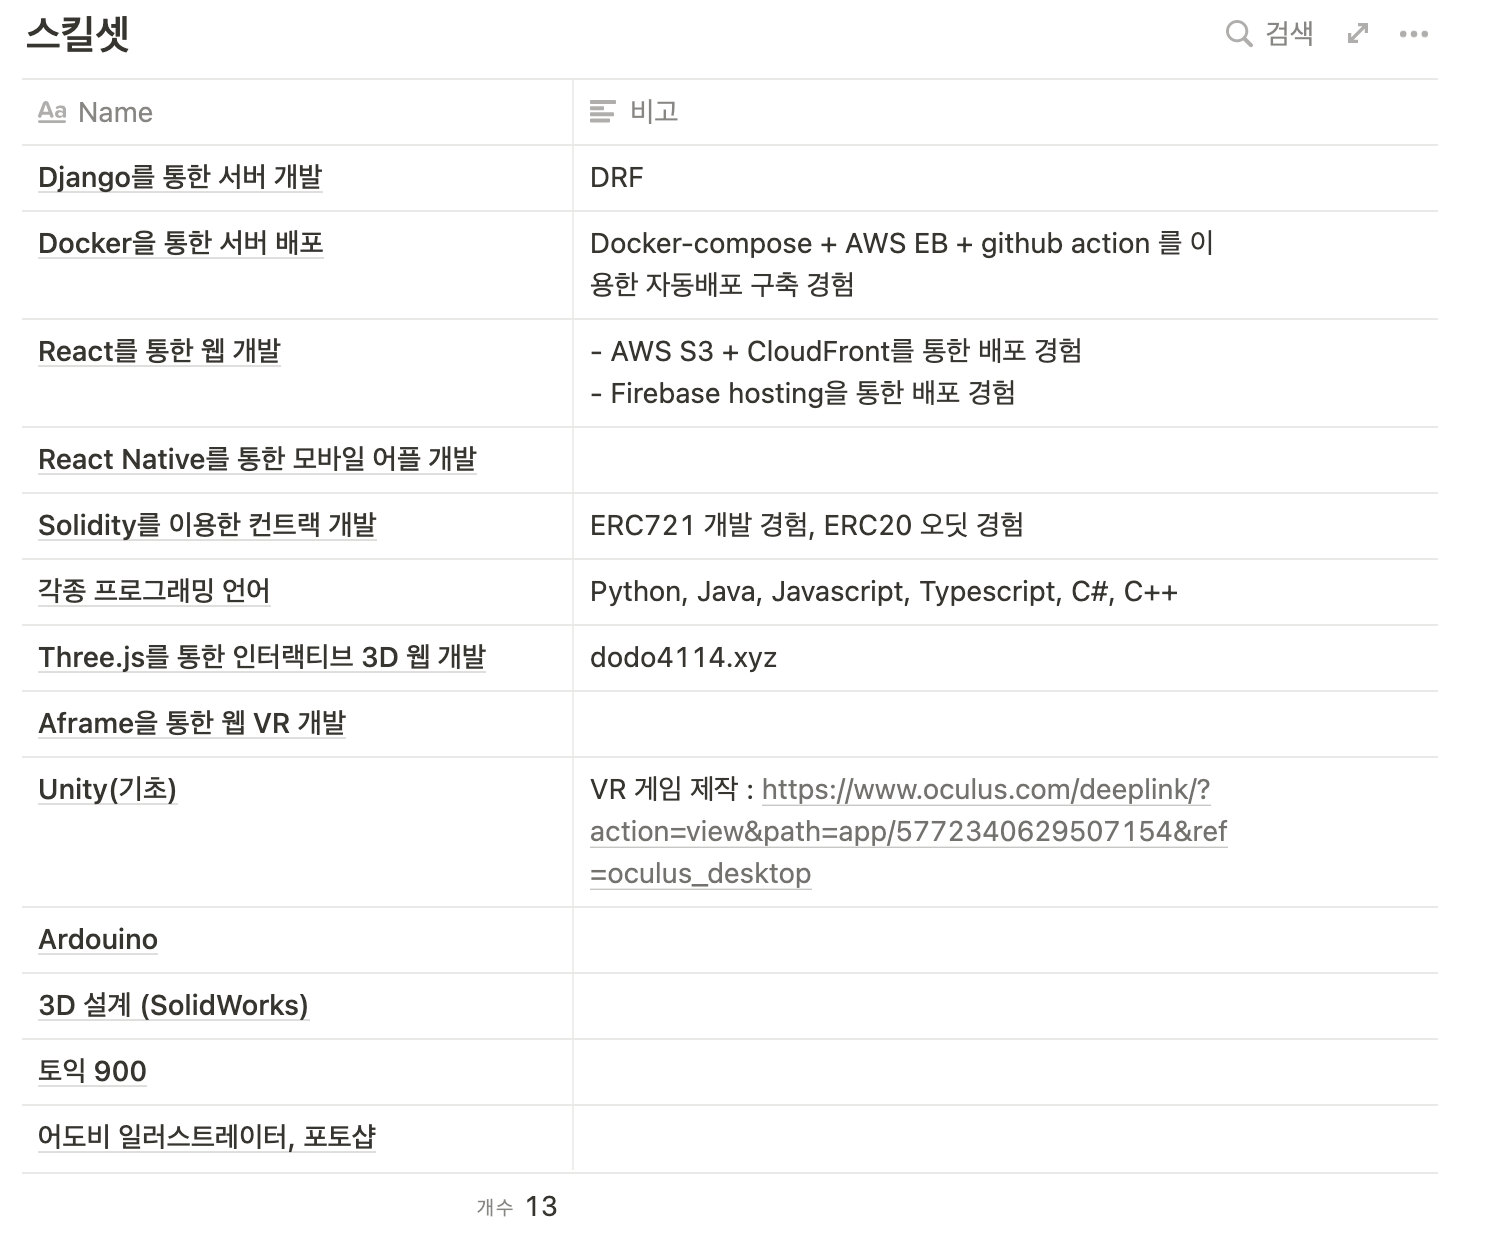 스킬셋
검색
Aa Name
비고
Django를 통한 서버 개발
DRF
Docker을 통한 서버 배포
Docker-compose + AWS EB + github action 를 이
용한 자동배포 구축 경험
React를 통한 웹 개발
- AWS S3 + CloudFront를 통한 배포 경험
- Firebase hosting을 통한 배포 경험
React Native를 통한 모바일 어플 개발
Solidity를 이용한 컨트랙 개발
ERC721 개발 경험, ERC20 오딧 경험
각종 프로그래밍 언어
Python, Java, Javascript, Typescript, C#, C++
Three.js를 통한 인터랙티브 3D 웹 개발
dodo4114.xyz
Aframe을 통한 웹 VR 개발
Unity(기초)
VR 게임 제작 : https://www.oculus.com/deeplink/?
action=view&path=app/5772340629507154&ref
=oculus_desktop
Ardouino
3D 설계 (SolidWorks)
토익 900
어도비 일러스트레이터, 포토샵
개수 13